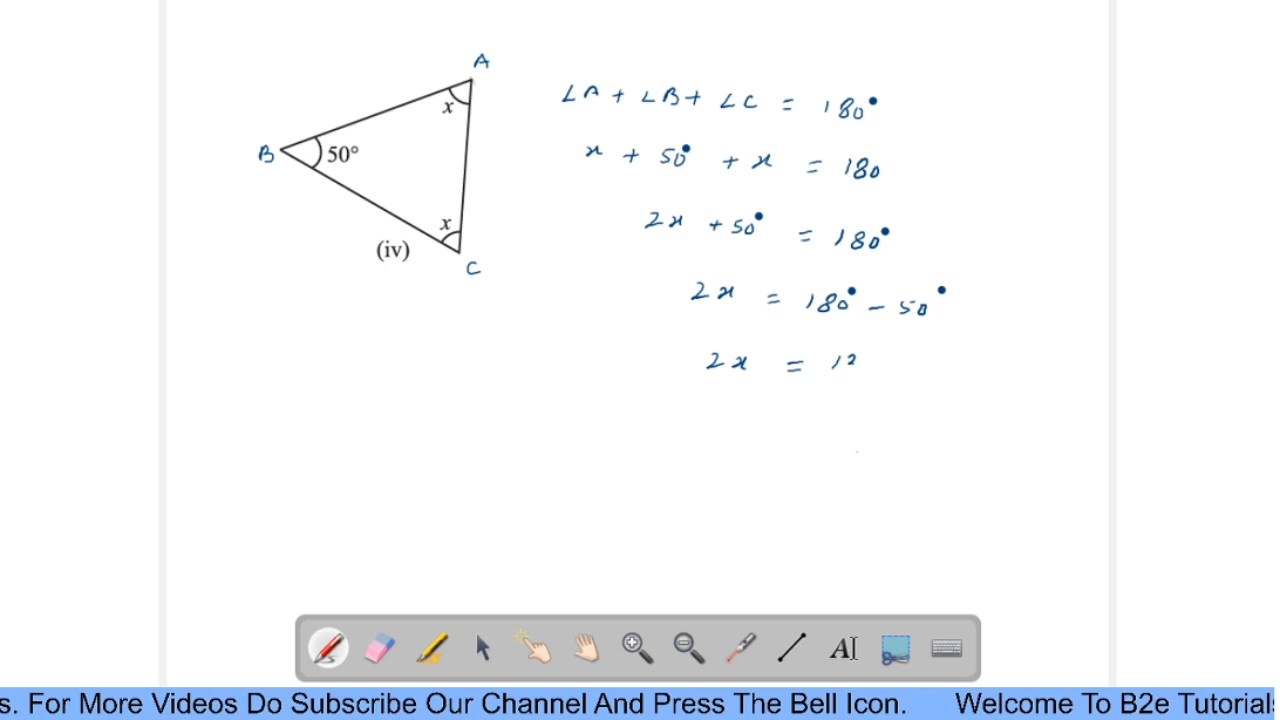 A
∠A + ∠B + ∠C = 180°
x
B
50°
x + 50° + x = 180
x
2x + 50° = 180°
(iv)
C
2x = 180° - 50°
2x = 12
AI
s. For More Videos Do Subscribe Our Channel And Press The Bell Icon. Welcome To B2e Tutorials